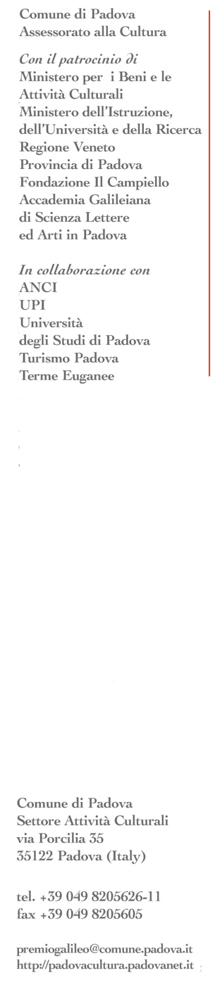 Comune di Padova
Assessorato alla Cultura
Con il patrocinio di
Ministero per i Beni e le
Attività Culturali
Ministero dell'Istruzione,
dell'Università e della Ricerca
Regione Veneto
Provincia di Padova
Fondazione Il Campiello
Accademia Galileiana
di Scienza Lettere
ed Arti in Padova
In collaborazione con
ANCI
UPI
Università
degli Studi di Padova
Turismo Padova
Terme Euganee
Comune di Padova
Settore Attività Culturali
via Porcilia 35
35122 Padova (Italy)
tel. +39 049 8205626-11
fax +39 049 8205605
premiogalileo@comune.padova.it
http://padovacultura.padovanet.it